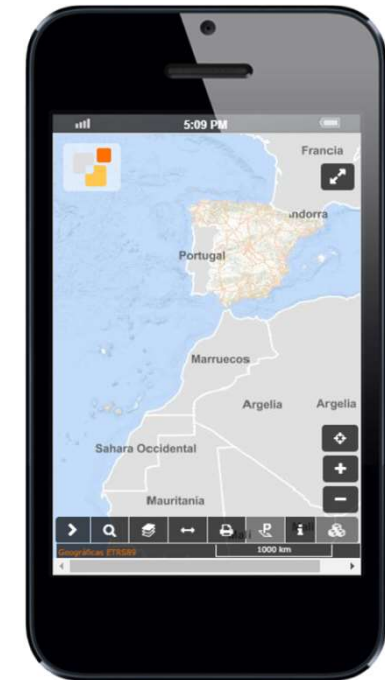 5:09 PM
Francia
ndorra
Portugal
Marruecos
Argelia
Argelia
Sahara Occidental
Mauritania
P
i
Geográficas ETRS89
1000 km